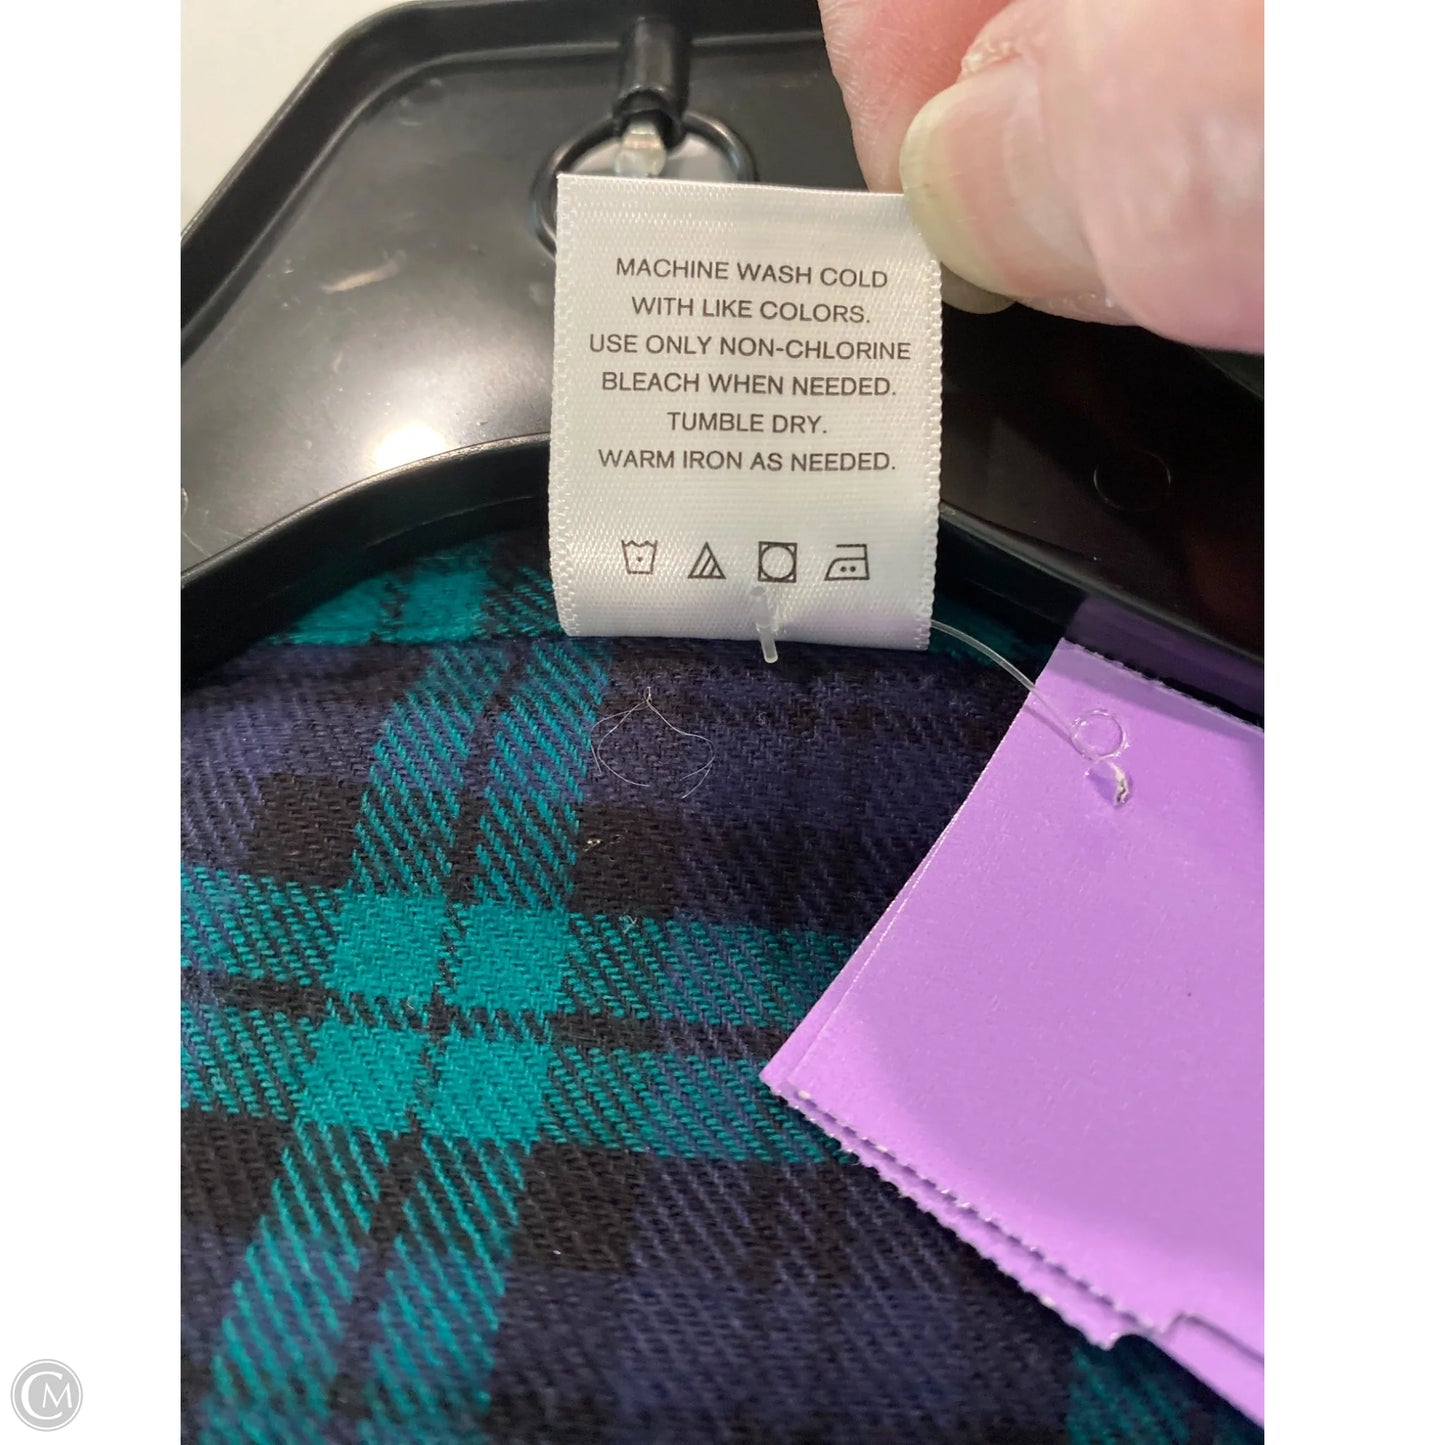 MACHINE WASH COLD
WITH LIKE COLORS.
USE ONLY NON-CHLORINE
BLEACH WHEN NEEDED.
TUMBLE DRY.
WARM IRON AS NEEDED.
CM